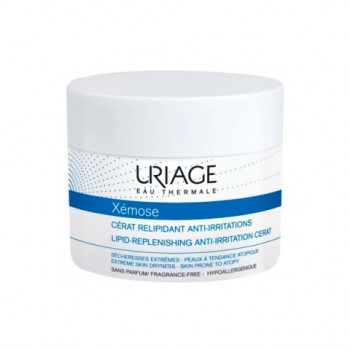 URIAGE
EAU THERMALE
Xémose
CÉRAT RELIPIDANT ANTI-IRRITATIONS
LIPID-REPLENISHING ANTI-IRRITATION CERAT
SÉCHERESSES EXTRÊMES - PEAUX À TENDANCE ATOPIQUE
EXTREME SKIN DRYNESS - SKIN PRONE TO ATOPY
SANS PARFUM/ FRAGRANCE-FREE - HYPOALLERGÉNIQUE